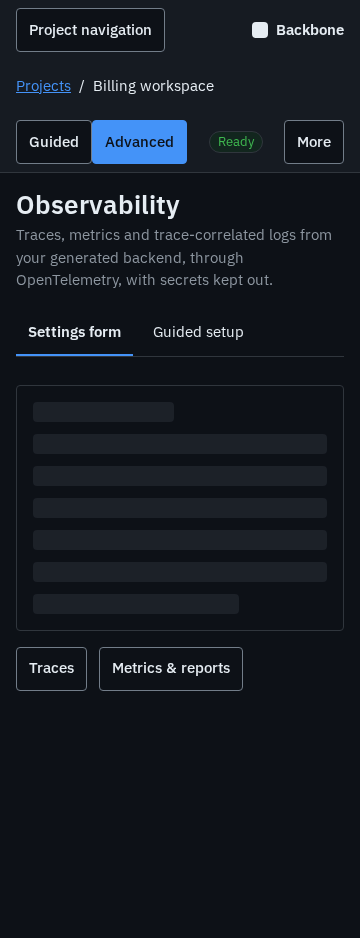 Project navigation
Backbone
Projects / Billing workspace
Guided
Advanced
Ready
More
Observability
Traces, metrics and trace-correlated logs from
your generated backend, through
OpenTelemetry, with secrets kept out.
Settings form
Guided setup
Traces
Metrics & reports